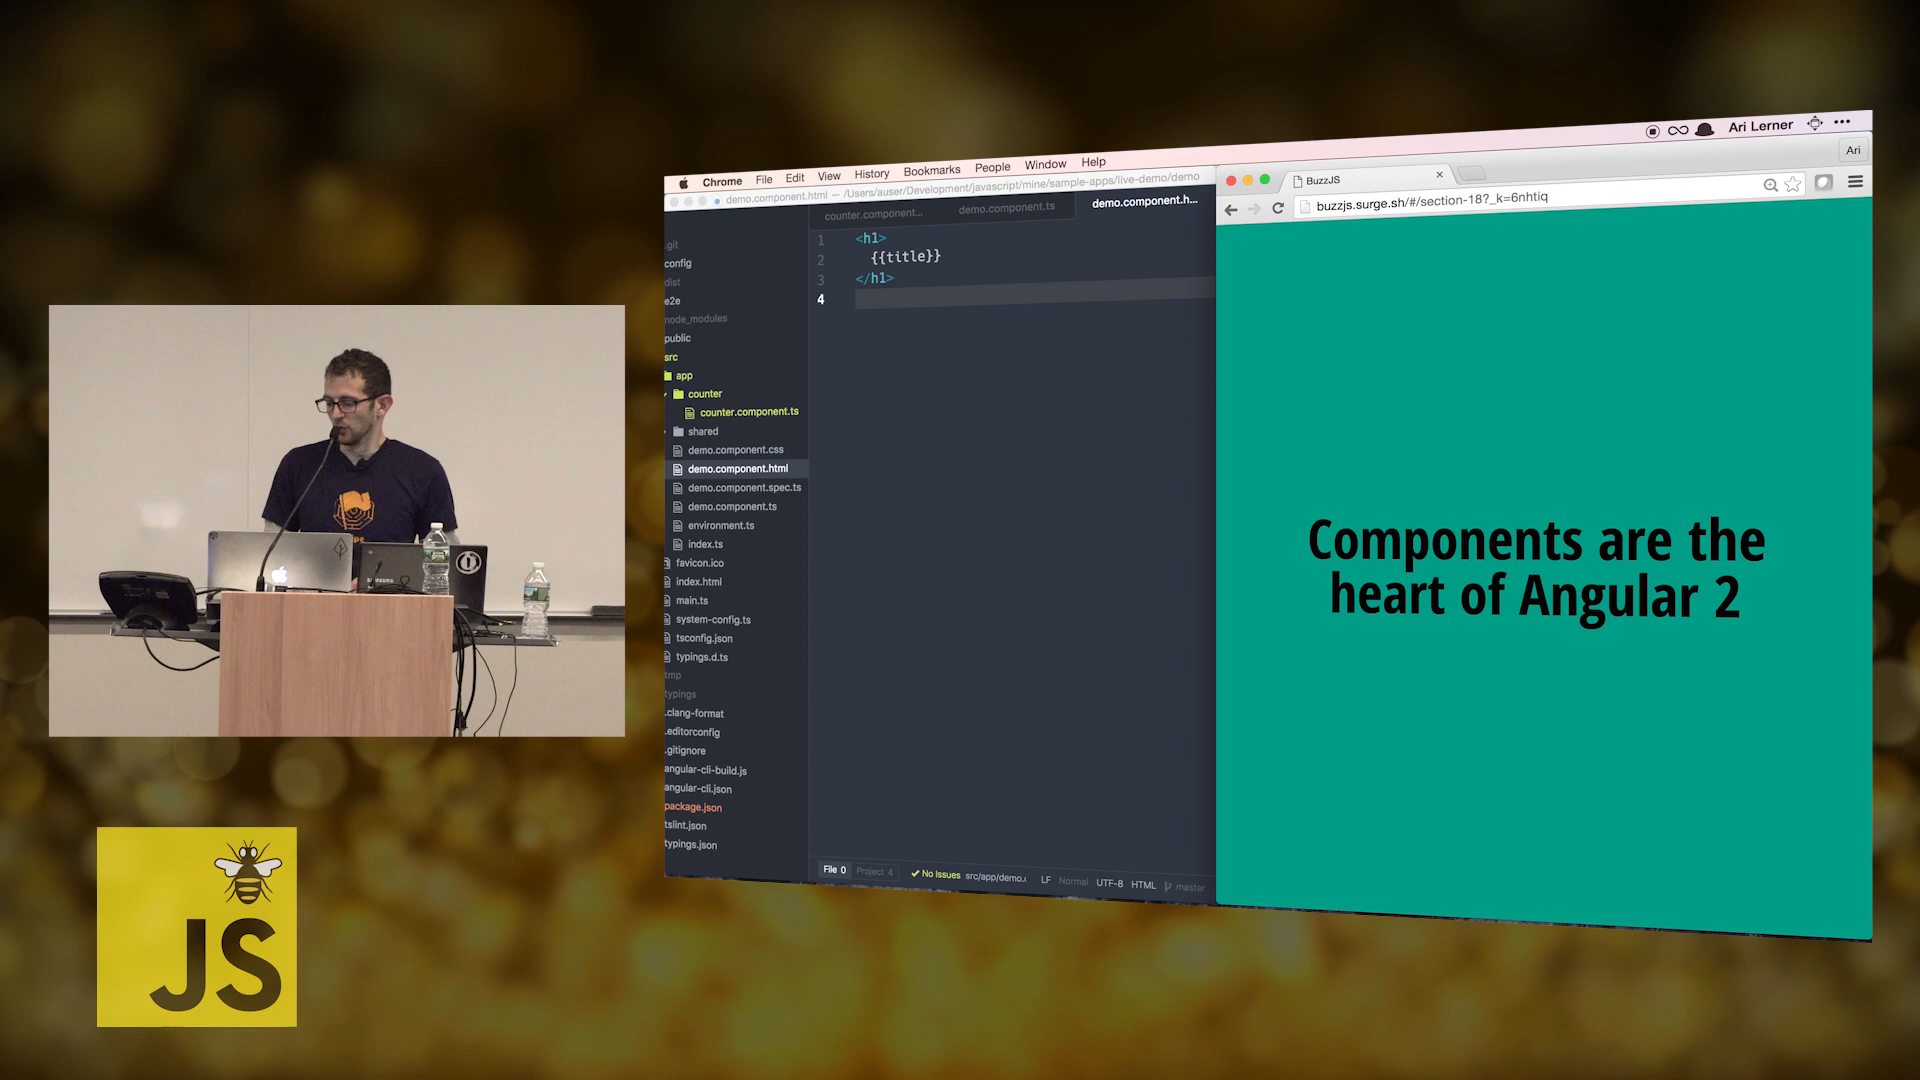 Chrome File Edit View History Bookmarks People Window Help
Ari Lerner
demo.component.html — /Users/auser/Development/javascript/mine/sample-apps/live-demo/demo
counter.component...
demo.component.ts
demo.component.h...
.git
config
dist
e2e
node_modules
public
src
app
counter
counter.component.ts
shared
demo.component.css
demo.component.html
demo.component.spec.ts
demo.component.ts
environment.ts
index.ts
favicon.ico
index.html
main.ts
system-config.ts
tsconfig.json
typings.d.ts
tmp
typings
.clang-format
.editorconfig
.gitignore
angular-cli-build.js
angular-cli.json
package.json
tslint.json
typings.json
1 <h1>
2 {{title}}
3 </h1>
4
File 0 Project 4 No Issues src/app/demo.c LF Normal UTF-8 HTML master
BuzzJS
Ari
buzzjs.surge.sh/#/section-18?_k=6nhtiq
Components are the
heart of Angular 2
SAMSUNG
JS